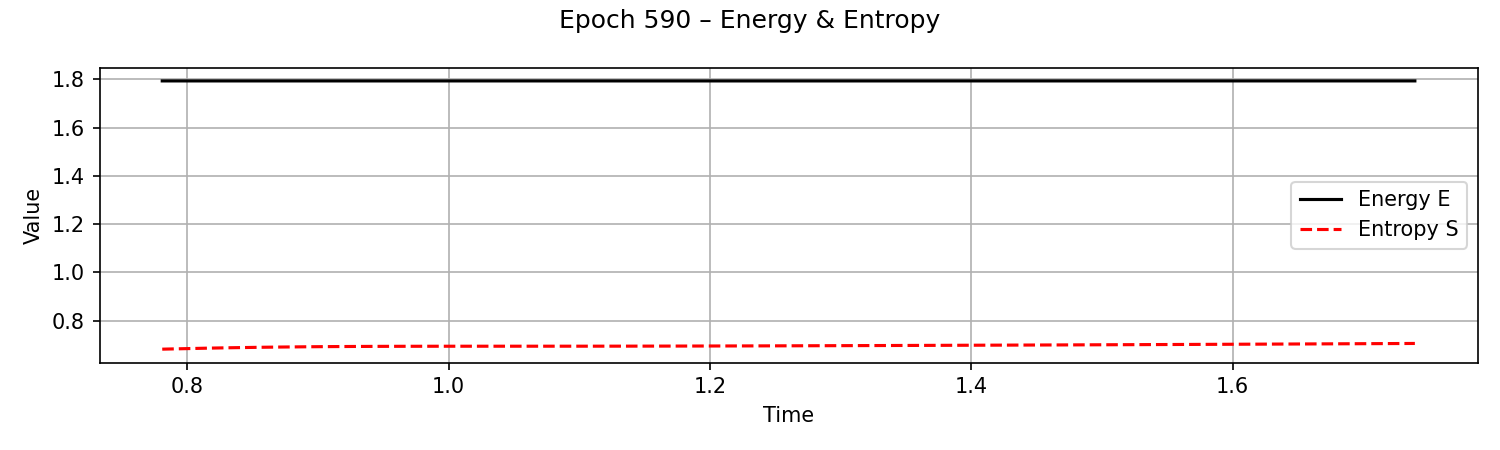 Epoch 590 – Energy & Entropy
1.8
1.6
1.4
1.2
1.0
0.8
Value
Energy E
Entropy S
0.8 1.0 1.2 1.4 1.6
Time